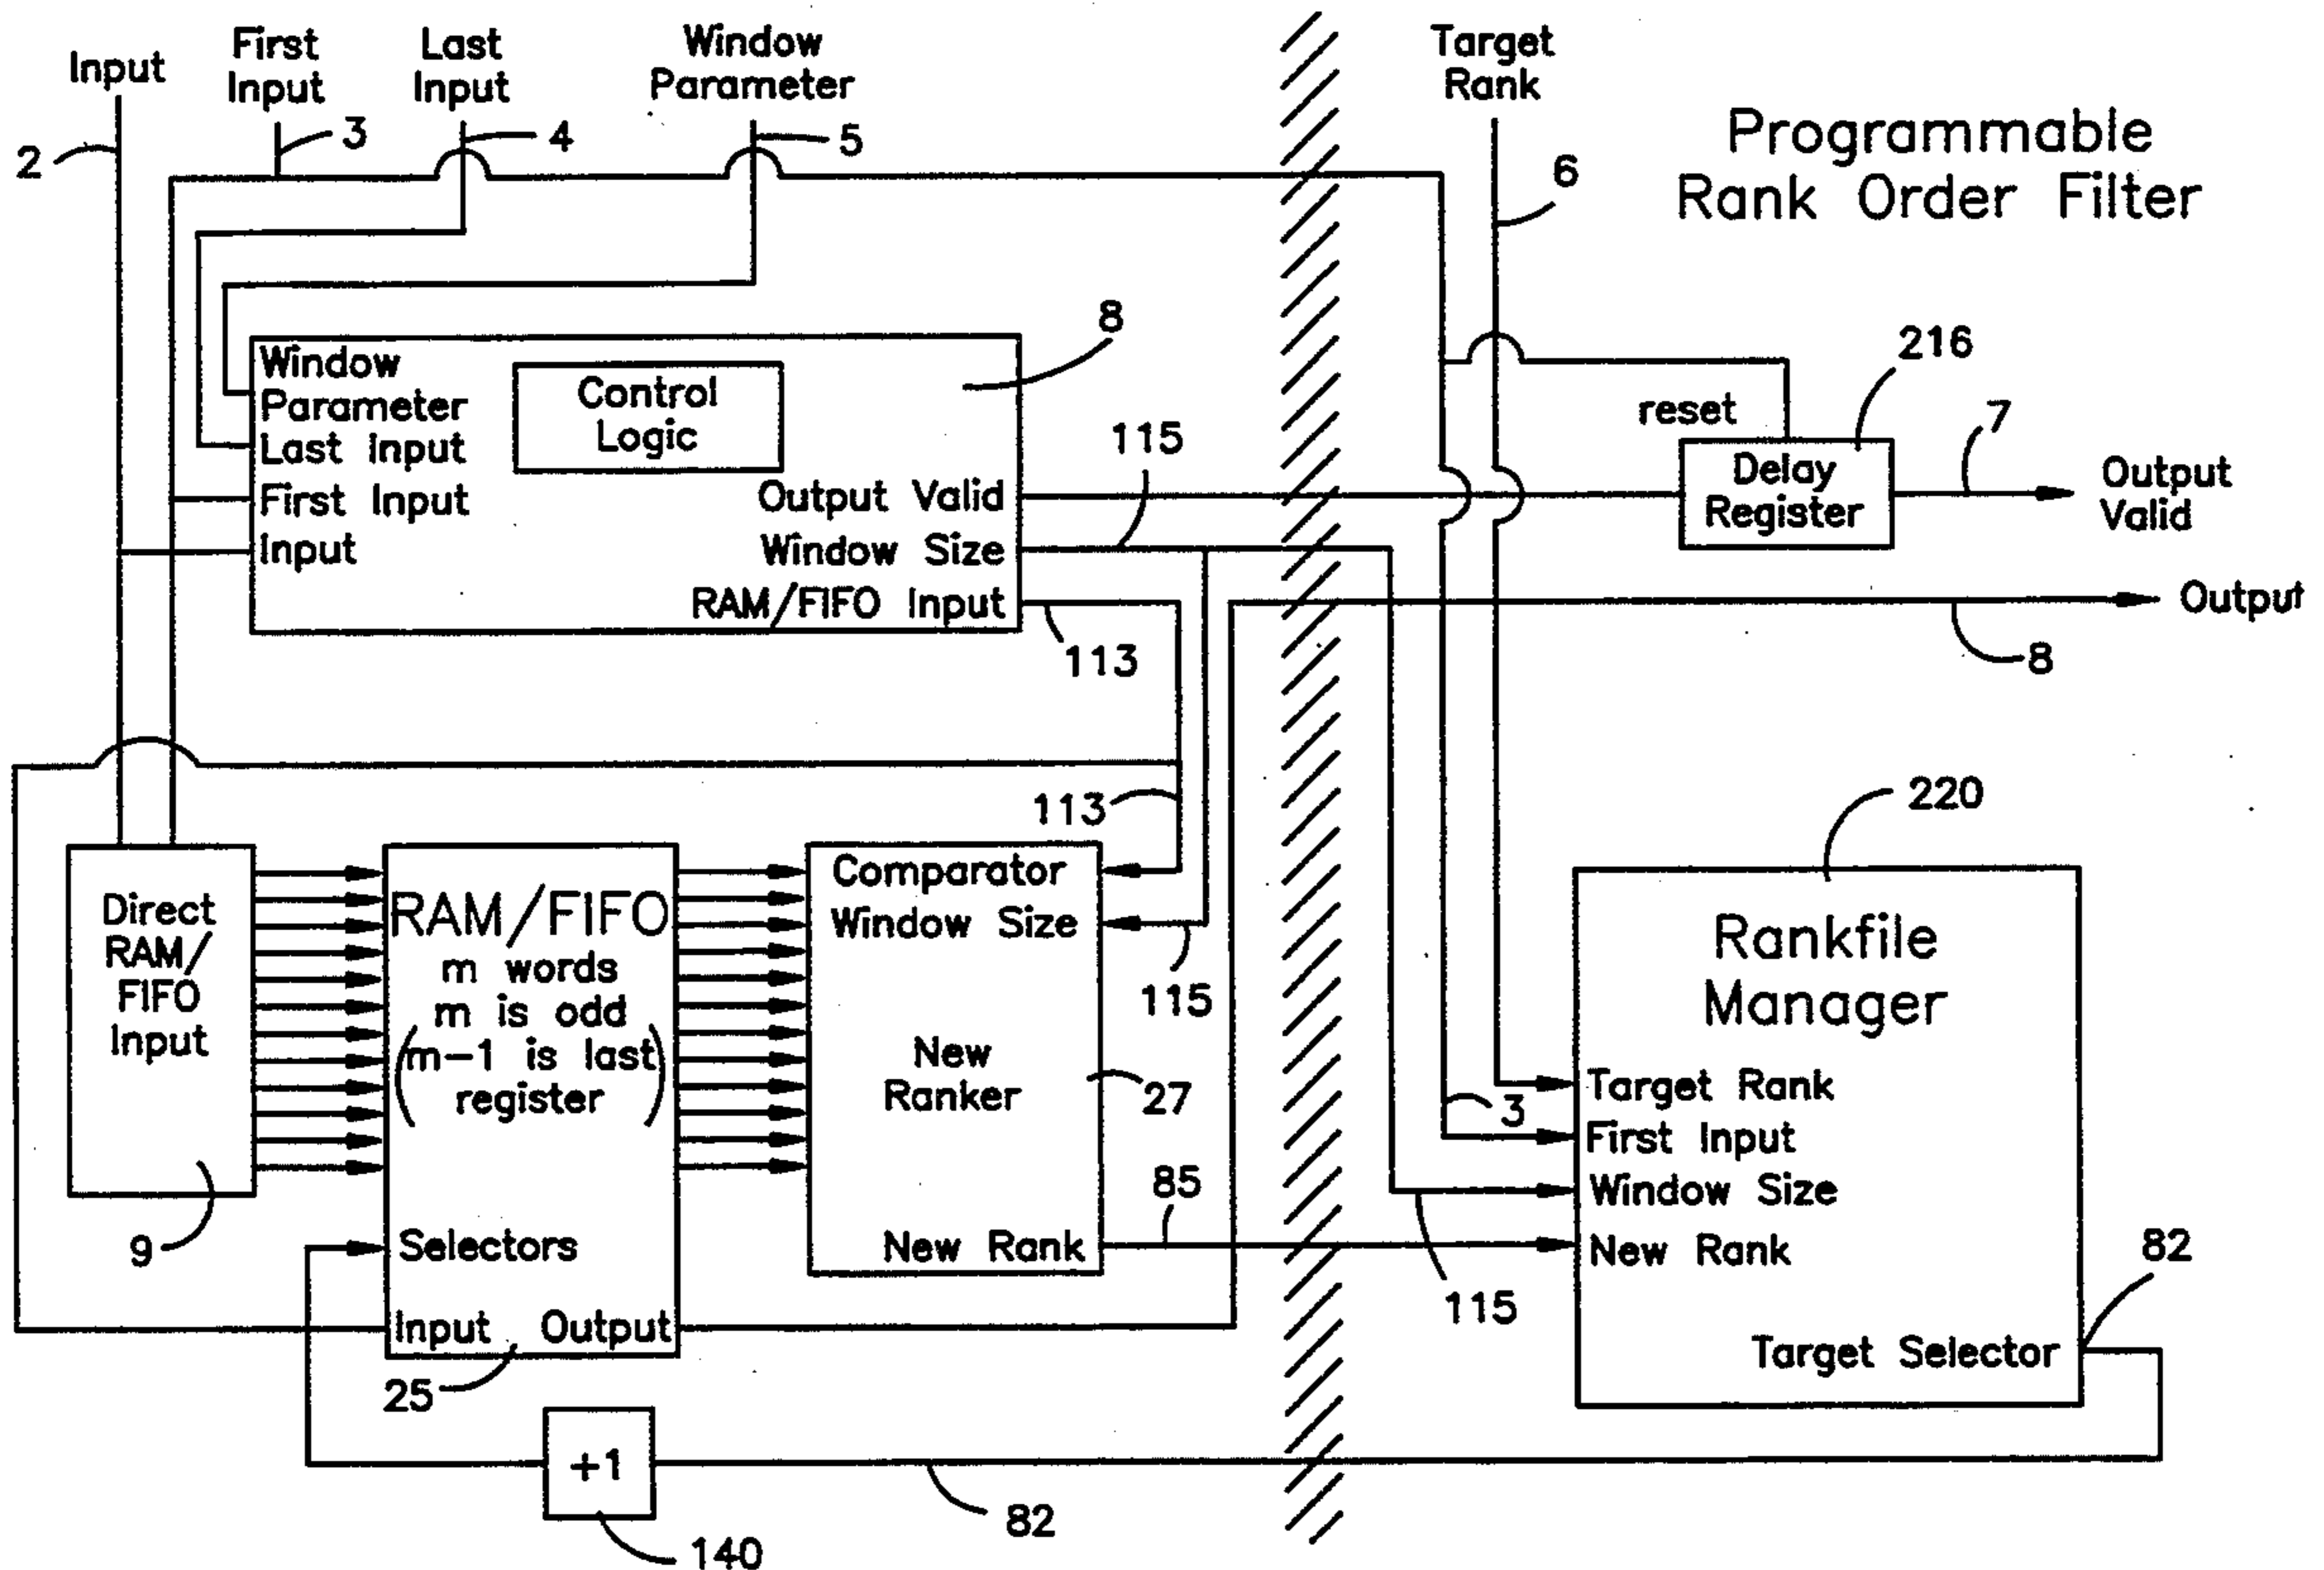 Input
First
Input
Last
Input
Window
Parameter
Target
Rank
Programmable
Rank Order Filter
2
3
4
5
6
8
216
7
Window
Parameter
Last Input
First Input
Input
Control
Logic
Output Valid
Window Size
RAM/FIFO Input
115
113
reset
Delay
Register
Output
Valid
Output
8
113
115
220
Direct
RAM/
FIFO
Input
9
RAM/FIFO
m words
m is odd
(m-1 is last)
register
Selectors
Input
Output
25
Comparator
Window Size
New
Ranker
New Rank
27
85
3
115
Rankfile
Manager
Target Rank
First Input
Window Size
New Rank
Target Selector
82
+1
140
82